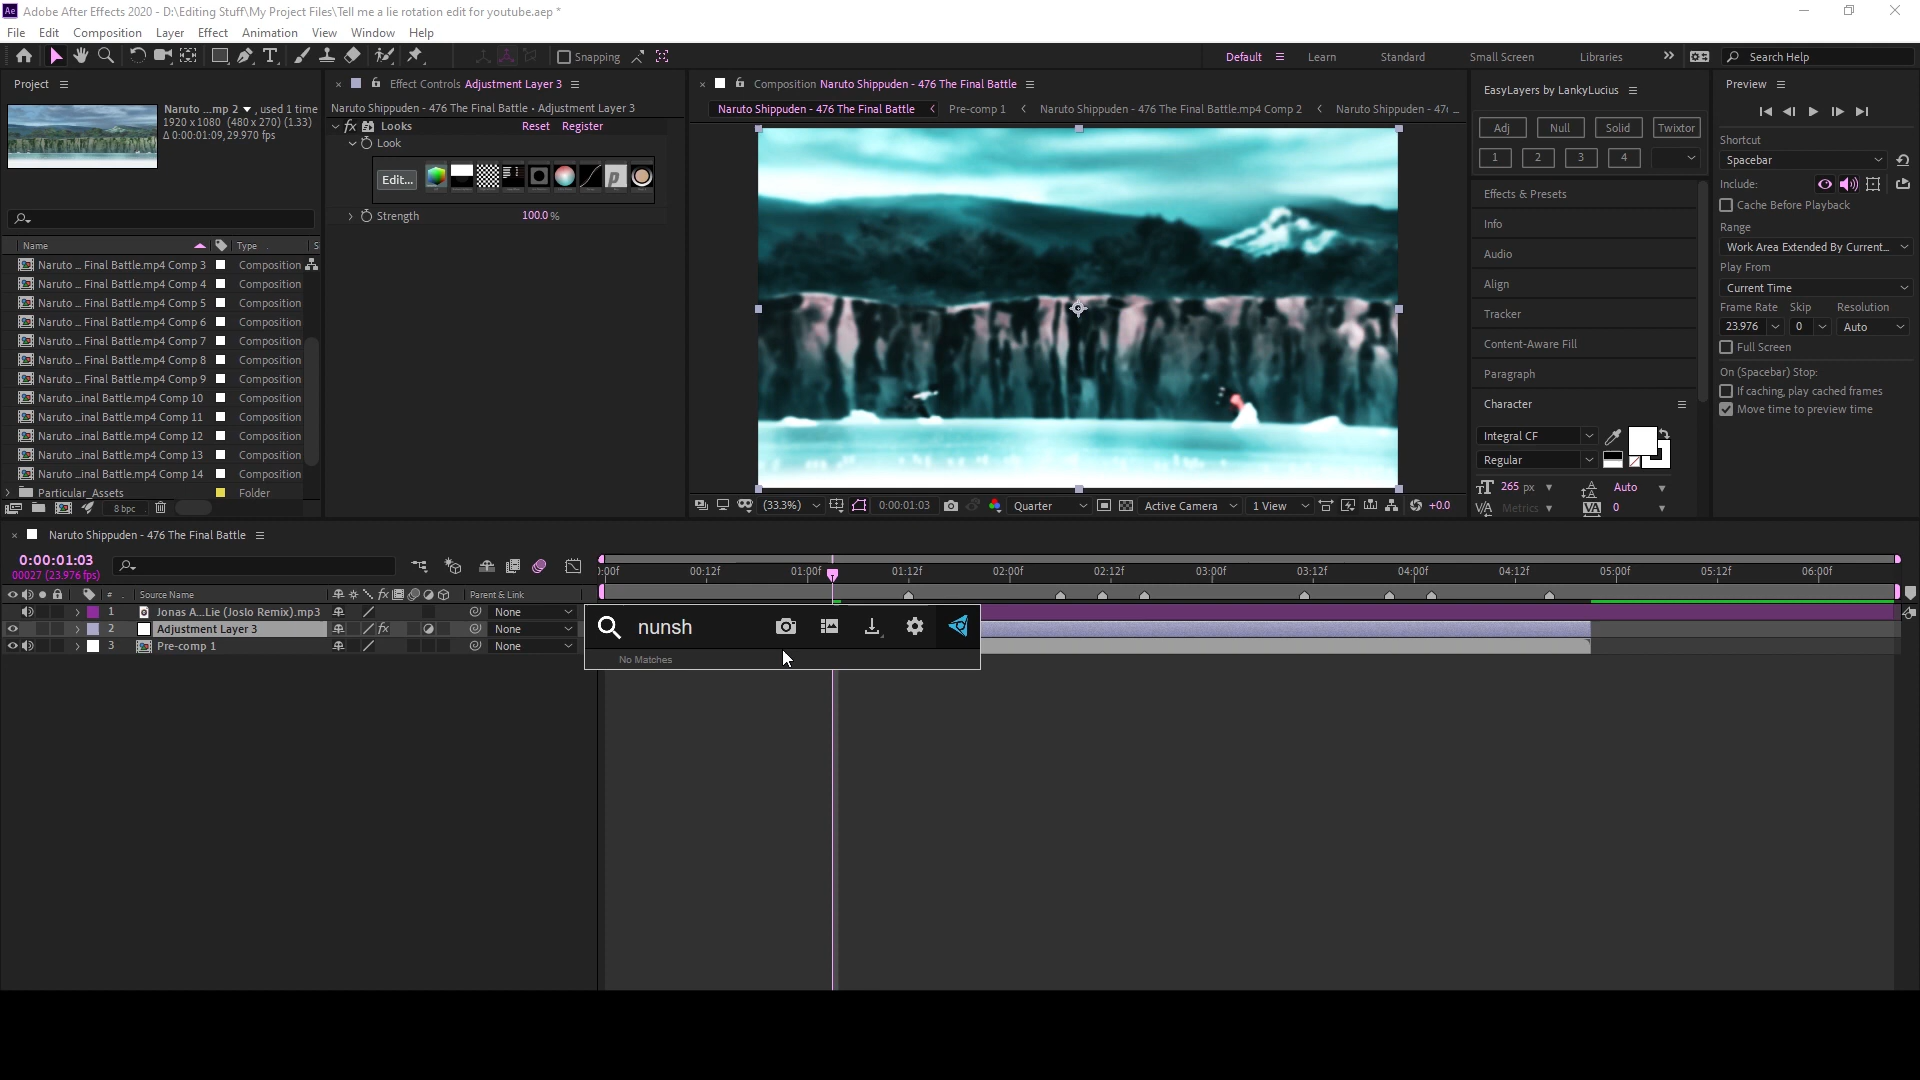 Ae Adobe After Effects 2020 - D:\Editing Stuff\My Project Files\Tell me a lie rotation edit for youtube.aep *
File Edit Composition Layer Effect Animation View Window Help
Snapping
Default Learn Standard Small Screen Libraries Search Help
Project
Naruto ...mp 2 , used 1 time
1920 x 1080 (480 x 270) (1.33)
Δ 0:00:01:09, 29.970 fps
Name Type S
Naruto ... Final Battle.mp4 Comp 3 Composition
Naruto ... Final Battle.mp4 Comp 4 Composition
Naruto ... Final Battle.mp4 Comp 5 Composition
Naruto ... Final Battle.mp4 Comp 6 Composition
Naruto ... Final Battle.mp4 Comp 7 Composition
Naruto ... Final Battle.mp4 Comp 8 Composition
Naruto ... Final Battle.mp4 Comp 9 Composition
Naruto ...inal Battle.mp4 Comp 10 Composition
Naruto ...inal Battle.mp4 Comp 11 Composition
Naruto ...inal Battle.mp4 Comp 12 Composition
Naruto ...inal Battle.mp4 Comp 13 Composition
Naruto ...inal Battle.mp4 Comp 14 Composition
Particular_Assets Folder
8 bpc
Effect Controls Adjustment Layer 3
Naruto Shippuden - 476 The Final Battle • Adjustment Layer 3
fx Looks Reset Register
Look
Edit...
Strength 100.0 %
Composition Naruto Shippuden - 476 The Final Battle
Naruto Shippuden - 476 The Final Battle Pre-comp 1 Naruto Shippuden - 476 The Final Battle.mp4 Comp 2 Naruto Shippuden - 47
(33.3%) 0:00:01:03 Quarter Active Camera 1 View +0.0
EasyLayers by LankyLucius
Adj Null Solid Twixtor
1 2 3 4
Effects & Presets
Info
Audio
Align
Tracker
Content-Aware Fill
Paragraph
Character
Integral CF
Regular
265 px Auto
Metrics 0
Preview
Shortcut
Spacebar
Include:
Cache Before Playback
Range
Work Area Extended By Current...
Play From
Current Time
Frame Rate Skip Resolution
23.976 0 Auto
Full Screen
On (Spacebar) Stop:
If caching, play cached frames
Move time to preview time
Naruto Shippuden - 476 The Final Battle
0:00:01:03
00027 (23.976 fps)
:00f 00:12f 01:00f 01:12f 02:00f 02:12f 03:00f 03:12f 04:00f 04:12f 05:00f 05:12f 06:00f
# Source Name fx Parent & Link
1 Jonas A...Lie (Joslo Remix).mp3 None
2 Adjustment Layer 3 fx None
3 Pre-comp 1 None
nunsh
No Matches